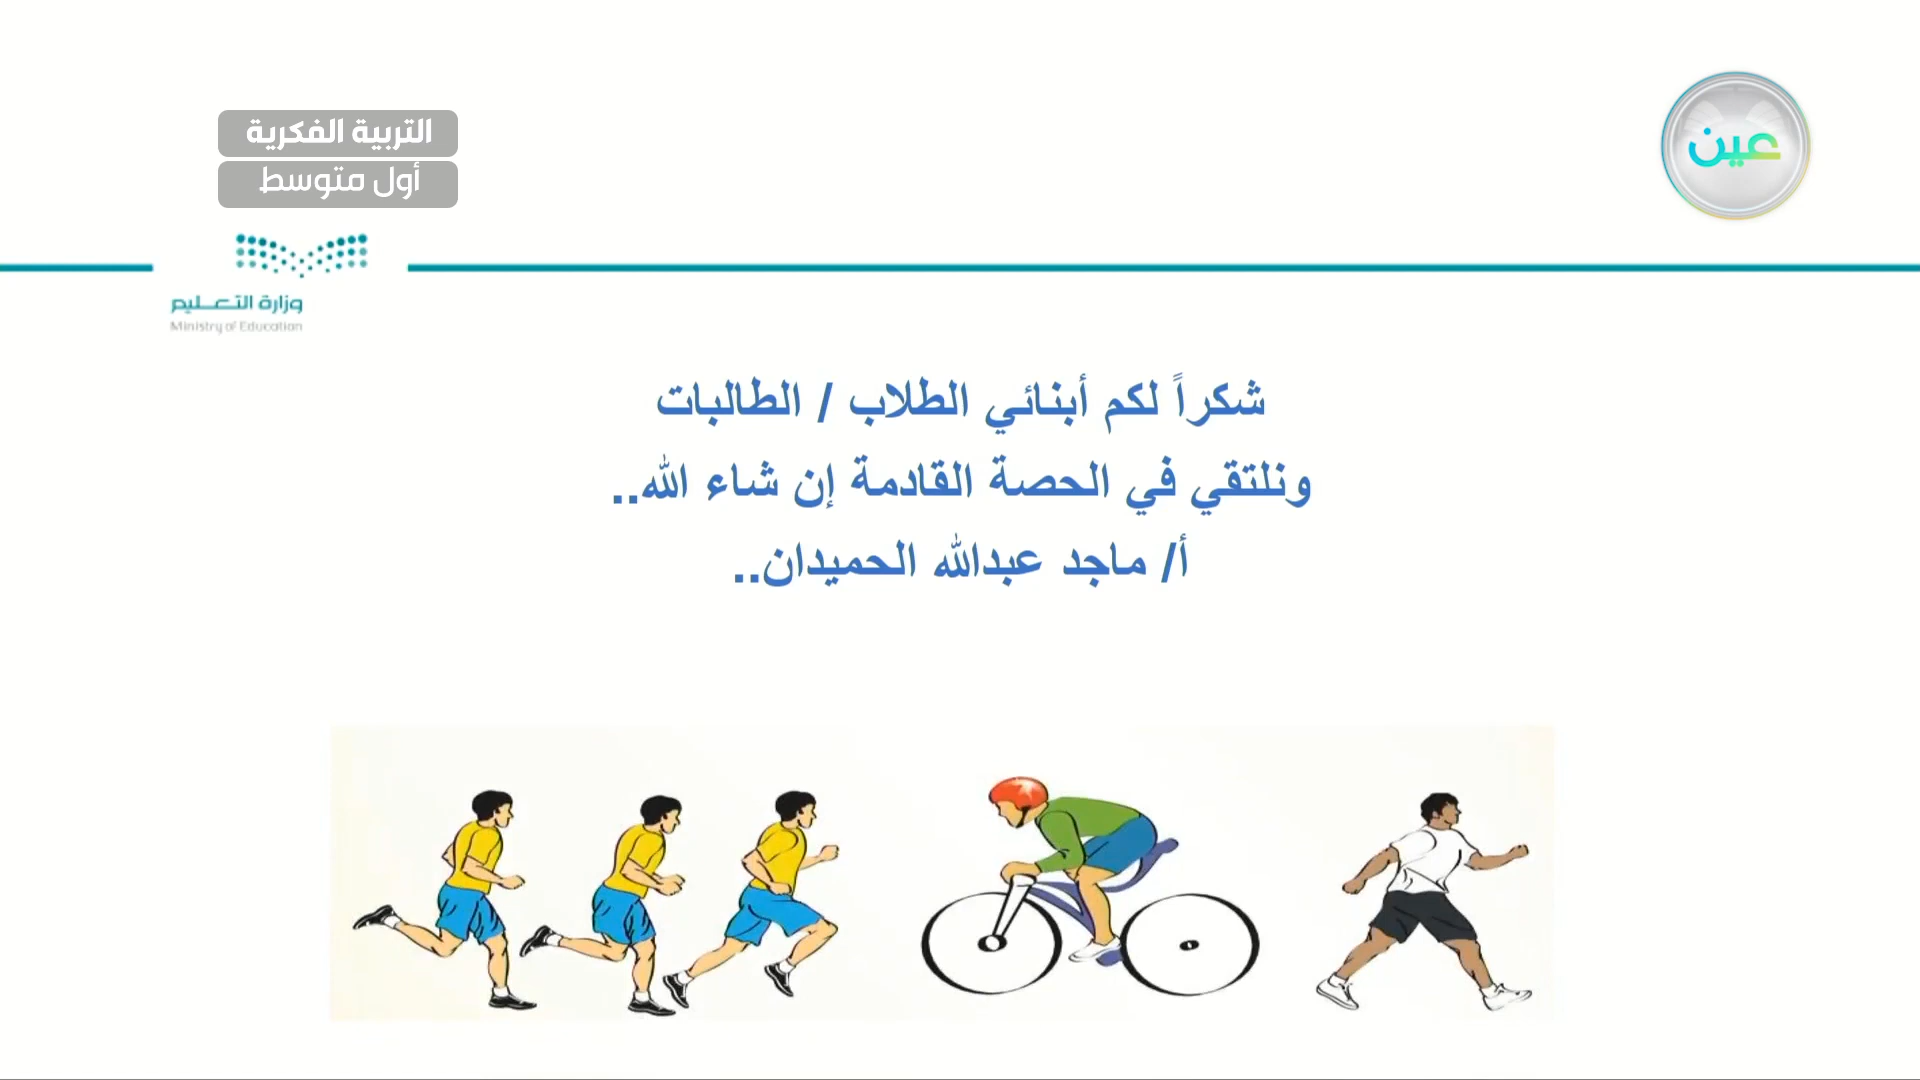 التربية الفكرية
أول متوسط
عين
وزارة التعليم
Ministry of Education
شكراً لكم أبنائي الطلاب / الطالبات
ونلتقي في الحصة القادمة إن شاء الله..
أ/ ماجد عبدالله الحميدان..